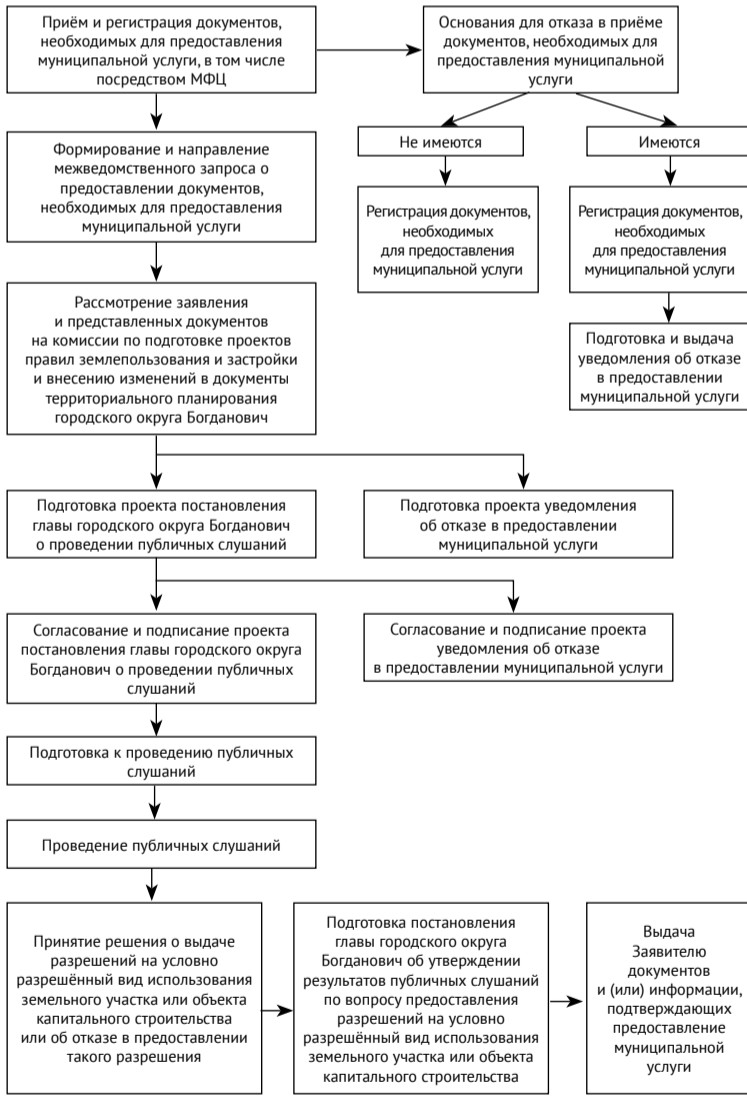 Приём и регистрация документов,
необходимых для предоставления
муниципальной услуги, в том числе
посредством МФЦ
Основания для отказа в приёме
документов, необходимых для
предоставления муниципальной
услуги
Не имеются
Имеются
Формирование и направление
межведомственного запроса о
предоставлении документов,
необходимых для предоставления
муниципальной услуги
Регистрация документов,
необходимых
для предоставления
муниципальной услуги
Регистрация документов,
необходимых
для предоставления
муниципальной услуги
Подготовка и выдача
уведомления об отказе
в предоставлении
муниципальной услуги
Рассмотрение заявления
и представленных документов
на комиссии по подготовке проектов
правил землепользования и застройки
и внесению изменений в документы
территориального планирования
городского округа Богданович
Подготовка проекта постановления
главы городского округа Богданович
о проведении публичных слушаний
Подготовка проекта уведомления
об отказе в предоставлении
муниципальной услуги
Согласование и подписание проекта
постановления главы городского округа
Богданович о проведении публичных
слушаний
Согласование и подписание проекта
уведомления об отказе
в предоставлении муниципальной услуги
Подготовка к проведению публичных
слушаний
Проведение публичных слушаний
Принятие решения о выдаче
разрешений на условно
разрешённый вид использования
земельного участка или объекта
капитального строительства
или об отказе в предоставлении
такого разрешения
Подготовка постановления
главы городского округа
Богданович об утверждении
результатов публичных слушаний
по вопросу предоставления
разрешений на условно
разрешённый вид использования
земельного участка или объекта
капитального строительства
Выдача
Заявителю
документов
и (или) информации,
подтверждающих
предоставление
муниципальной
услуги